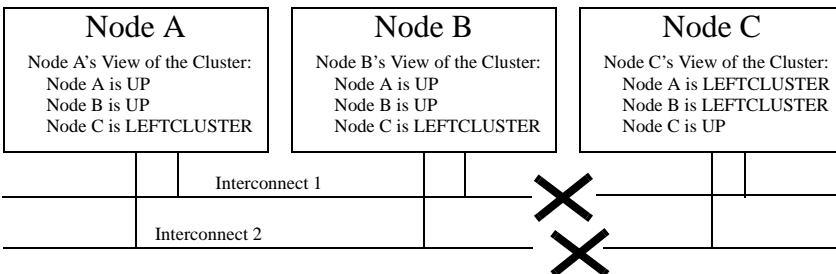 Node A
Node A's View of the Cluster:
Node A is UP
Node B is UP
Node C is LEFTCLUSTER
Node B
Node B's View of the Cluster:
Node A is UP
Node B is UP
Node C is LEFTCLUSTER
Node C
Node C's View of the Cluster:
Node A is LEFTCLUSTER
Node B is LEFTCLUSTER
Node C is UP
Interconnect 1
Interconnect 2